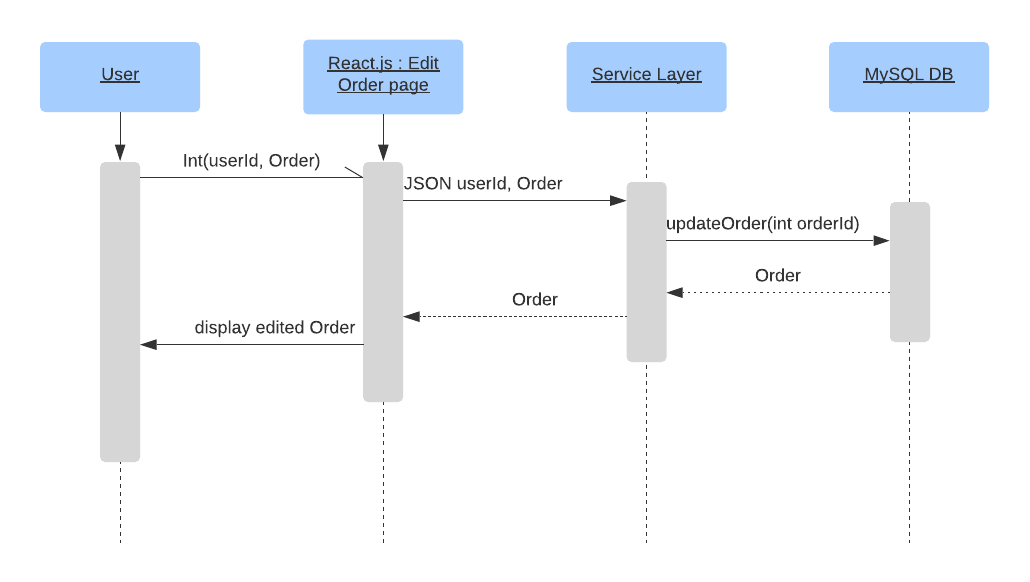 User
React.js : Edit
Order page
Service Layer
MySQL DB
Int(userId, Order)
JSON userId, Order
updateOrder(int orderId)
Order
Order
display edited Order